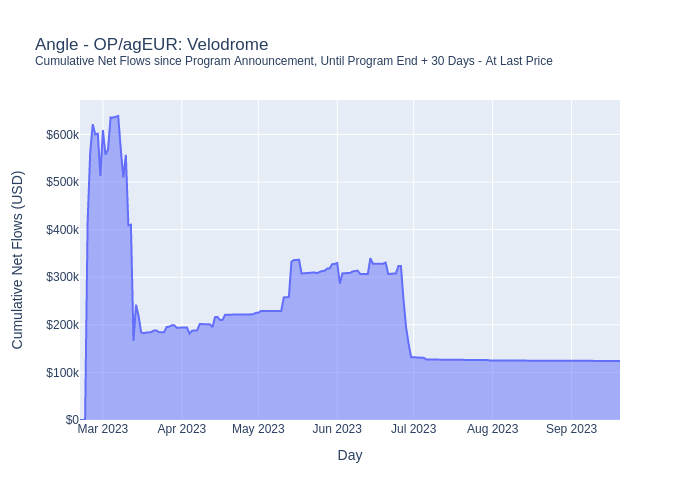 Angle - OP/agEUR: Velodrome
Cumulative Net Flows since Program Announcement, Until Program End + 30 Days - At Last Price
Cumulative Net Flows (USD)
$600k
$500k
$400k
$300k
$200k
$100k
$0
Mar 2023 Apr 2023 May 2023 Jun 2023 Jul 2023 Aug 2023 Sep 2023
Day